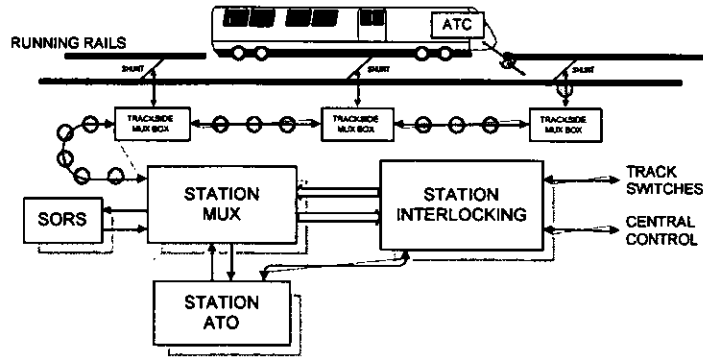 ATC
RUNNING RAILS
SHUNT
SHUNT
SHUNT
TRACKSIDE
MUX BOX
TRACKSIDE
MUX BOX
TRACKSIDE
MUX BOX
STATION
MUX
STATION
INTERLOCKING
TRACK
SWITCHES
SORS
CENTRAL
CONTROL
STATION
ATO